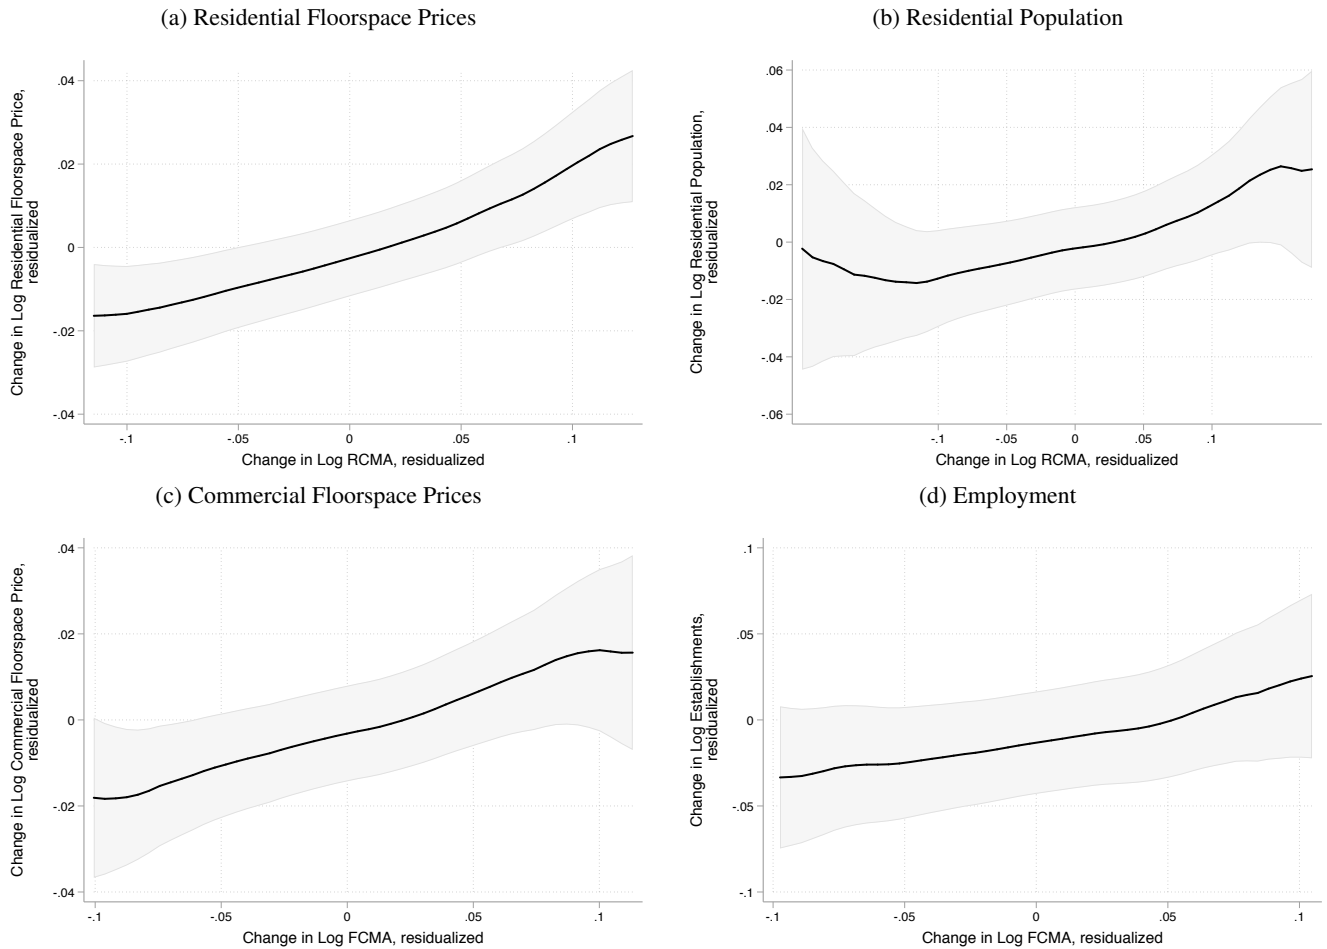 (a) Residential Floorspace Prices
Change in Log Residential Floorspace Price,
residualized
.04
.02
0
-.02
-.04
-.1
-.05
0
.05
.1
Change in Log RCMA, residualized
(b) Residential Population
Change in Log Residential Population,
residualized
.06
.04
.02
0
-.02
-.04
-.06
-.1
-.05
0
.05
.1
Change in Log RCMA, residualized
(c) Commercial Floorspace Prices
Change in Log Commercial Floorspace Price,
residualized
.04
.02
0
-.02
-.04
-.1
-.05
0
.05
.1
Change in Log FCMA, residualized
(d) Employment
Change in Log Establishments,
residualized
.1
.05
0
-.05
-.1
-.1
-.05
0
.05
.1
Change in Log FCMA, residualized